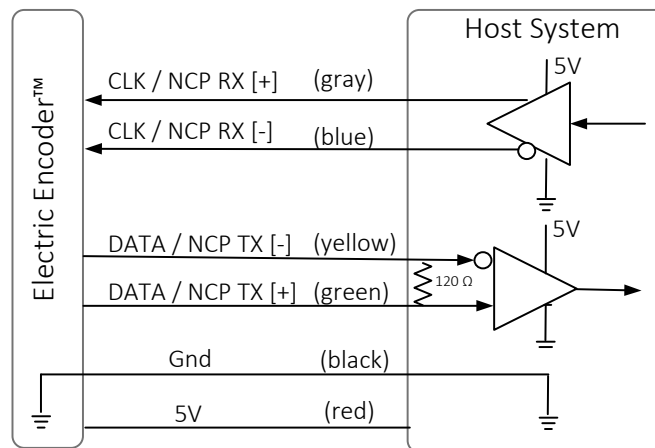 Host System
5V
CLK / NCP RX [+] (gray)
CLK / NCP RX [-] (blue)
Electric Encoder™
5V
DATA / NCP TX [-] (yellow)
120 Ω
DATA / NCP TX [+] (green)
Gnd (black)
5V (red)